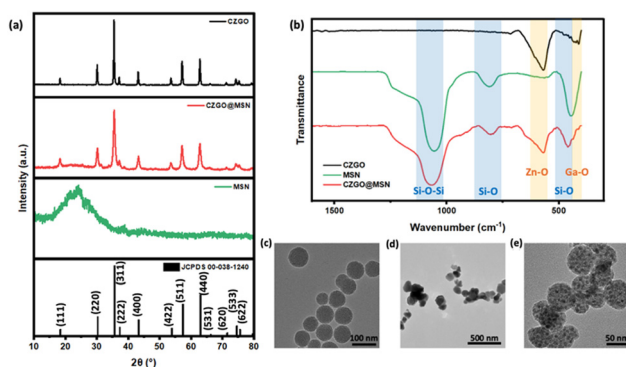 (a)
CZGO
CZGO@MSN
MSN
JCPDS 00-038-1240
(111)
(220)
(311)
(222)
(400)
(422)
(511)
(440)
(531)
(620)
(533)
(622)
Intensity (a.u.)
10 20 30 40 50 60 70 80
2θ (°)
(b)
Transmittance
CZGO
MSN
CZGO@MSN
Si-O-Si
Si-O
Zn-O
Si-O
Ga-O
1500 1000 500
Wavenumber (cm⁻¹)
(c)
100 nm
(d)
500 nm
(e)
50 nm